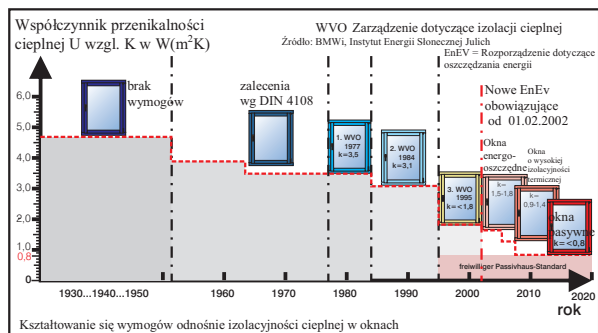 Współczynnik przenikalności
cieplnej U wzgl. K w W(m²K)
WVO Zarządzenie dotyczące izolacji cieplnej
Źródło: BMWi, Instytut Energii Słonecznej Julich
EnEV = Rozporządzenie dotyczące
oszczędzania energii
brak
wymogów
zalecenia
wg DIN 4108
Nowe EnEv
obowiązujące
od 01.02.2002
6,0
5,0
4,0
3,0
2,0
1,0
0,8
0
1. WVO
1977
k=3,5
2. WVO
1984
k=3,1
3. WVO
1995
k=<1,8
Okna
energo-
oszczędne
k=
1,5-1,8
Okna
o wysokiej
izolacyjności
termicznej
k=
0,9-1,4
okna
pasywne
k=<0,8
freiwilliger Passivhaus-Standard
1930...1940...1950
1960
1970
1980
1990
2000
2010
2020
rok
Kształtowanie się wymogów odnośnie izolacyjności cieplnej w oknach